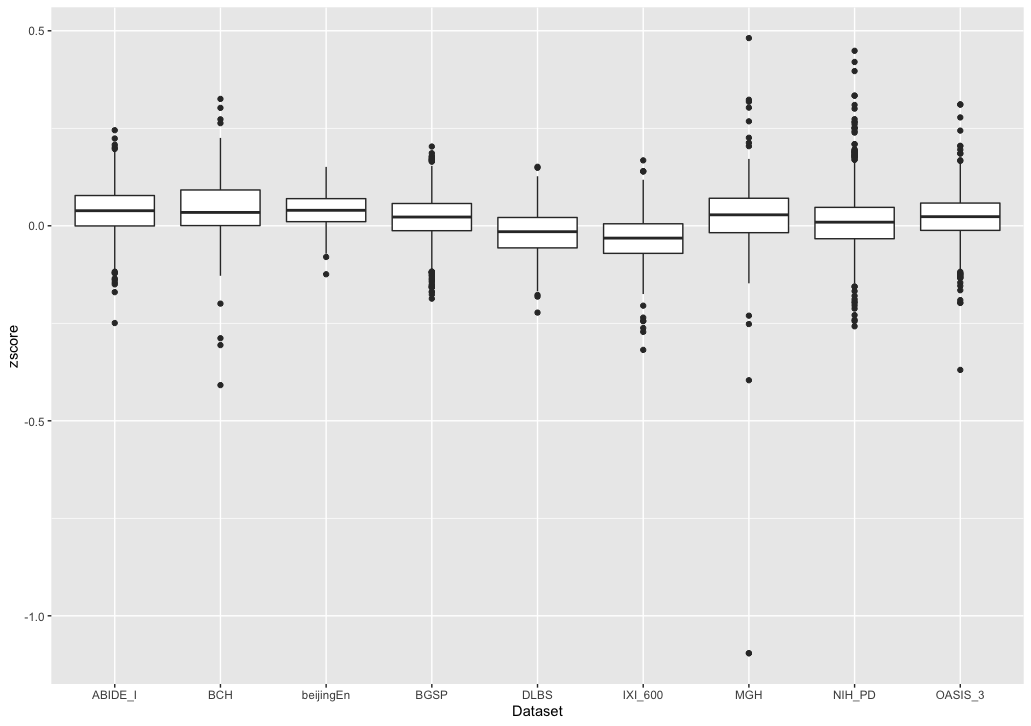 0.5
0.0
-0.5
-1.0
zscore
ABIDE_I BCH beijingEn BGSP DLBS IXI_600 MGH NIH_PD OASIS_3
Dataset